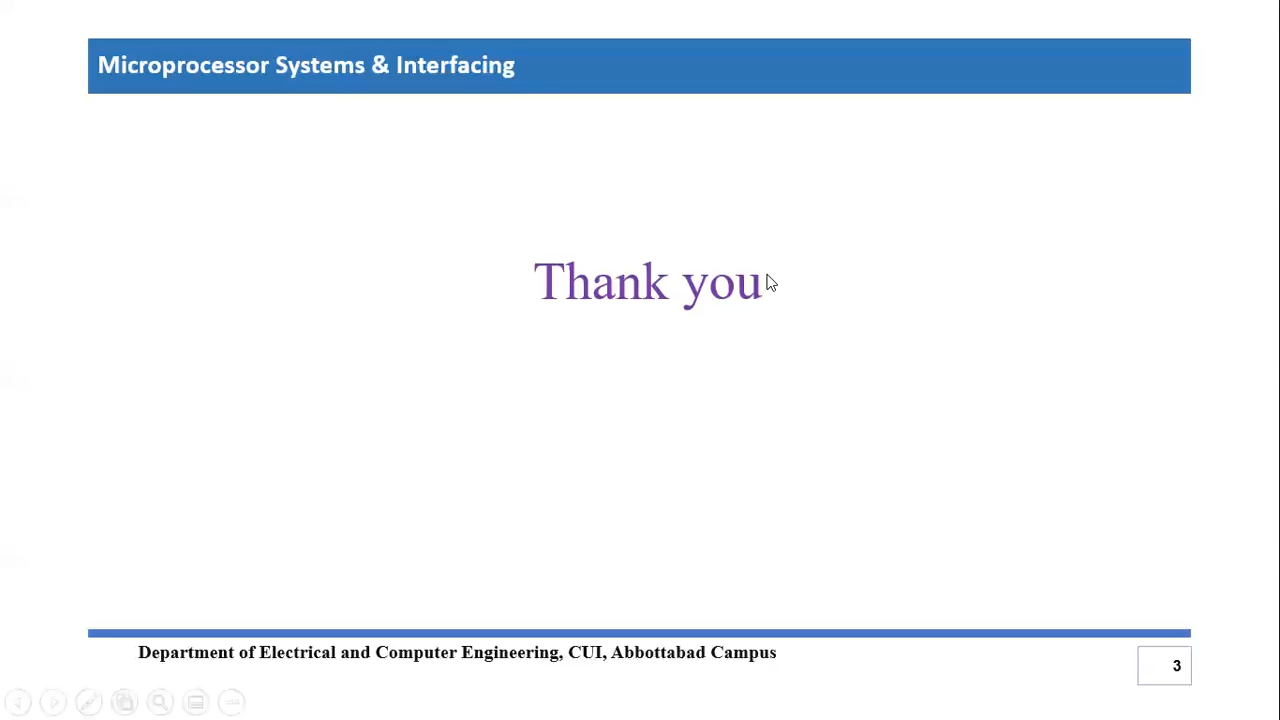 Microprocessor Systems & Interfacing
Thank you
Department of Electrical and Computer Engineering, CUI, Abbottabad Campus
3